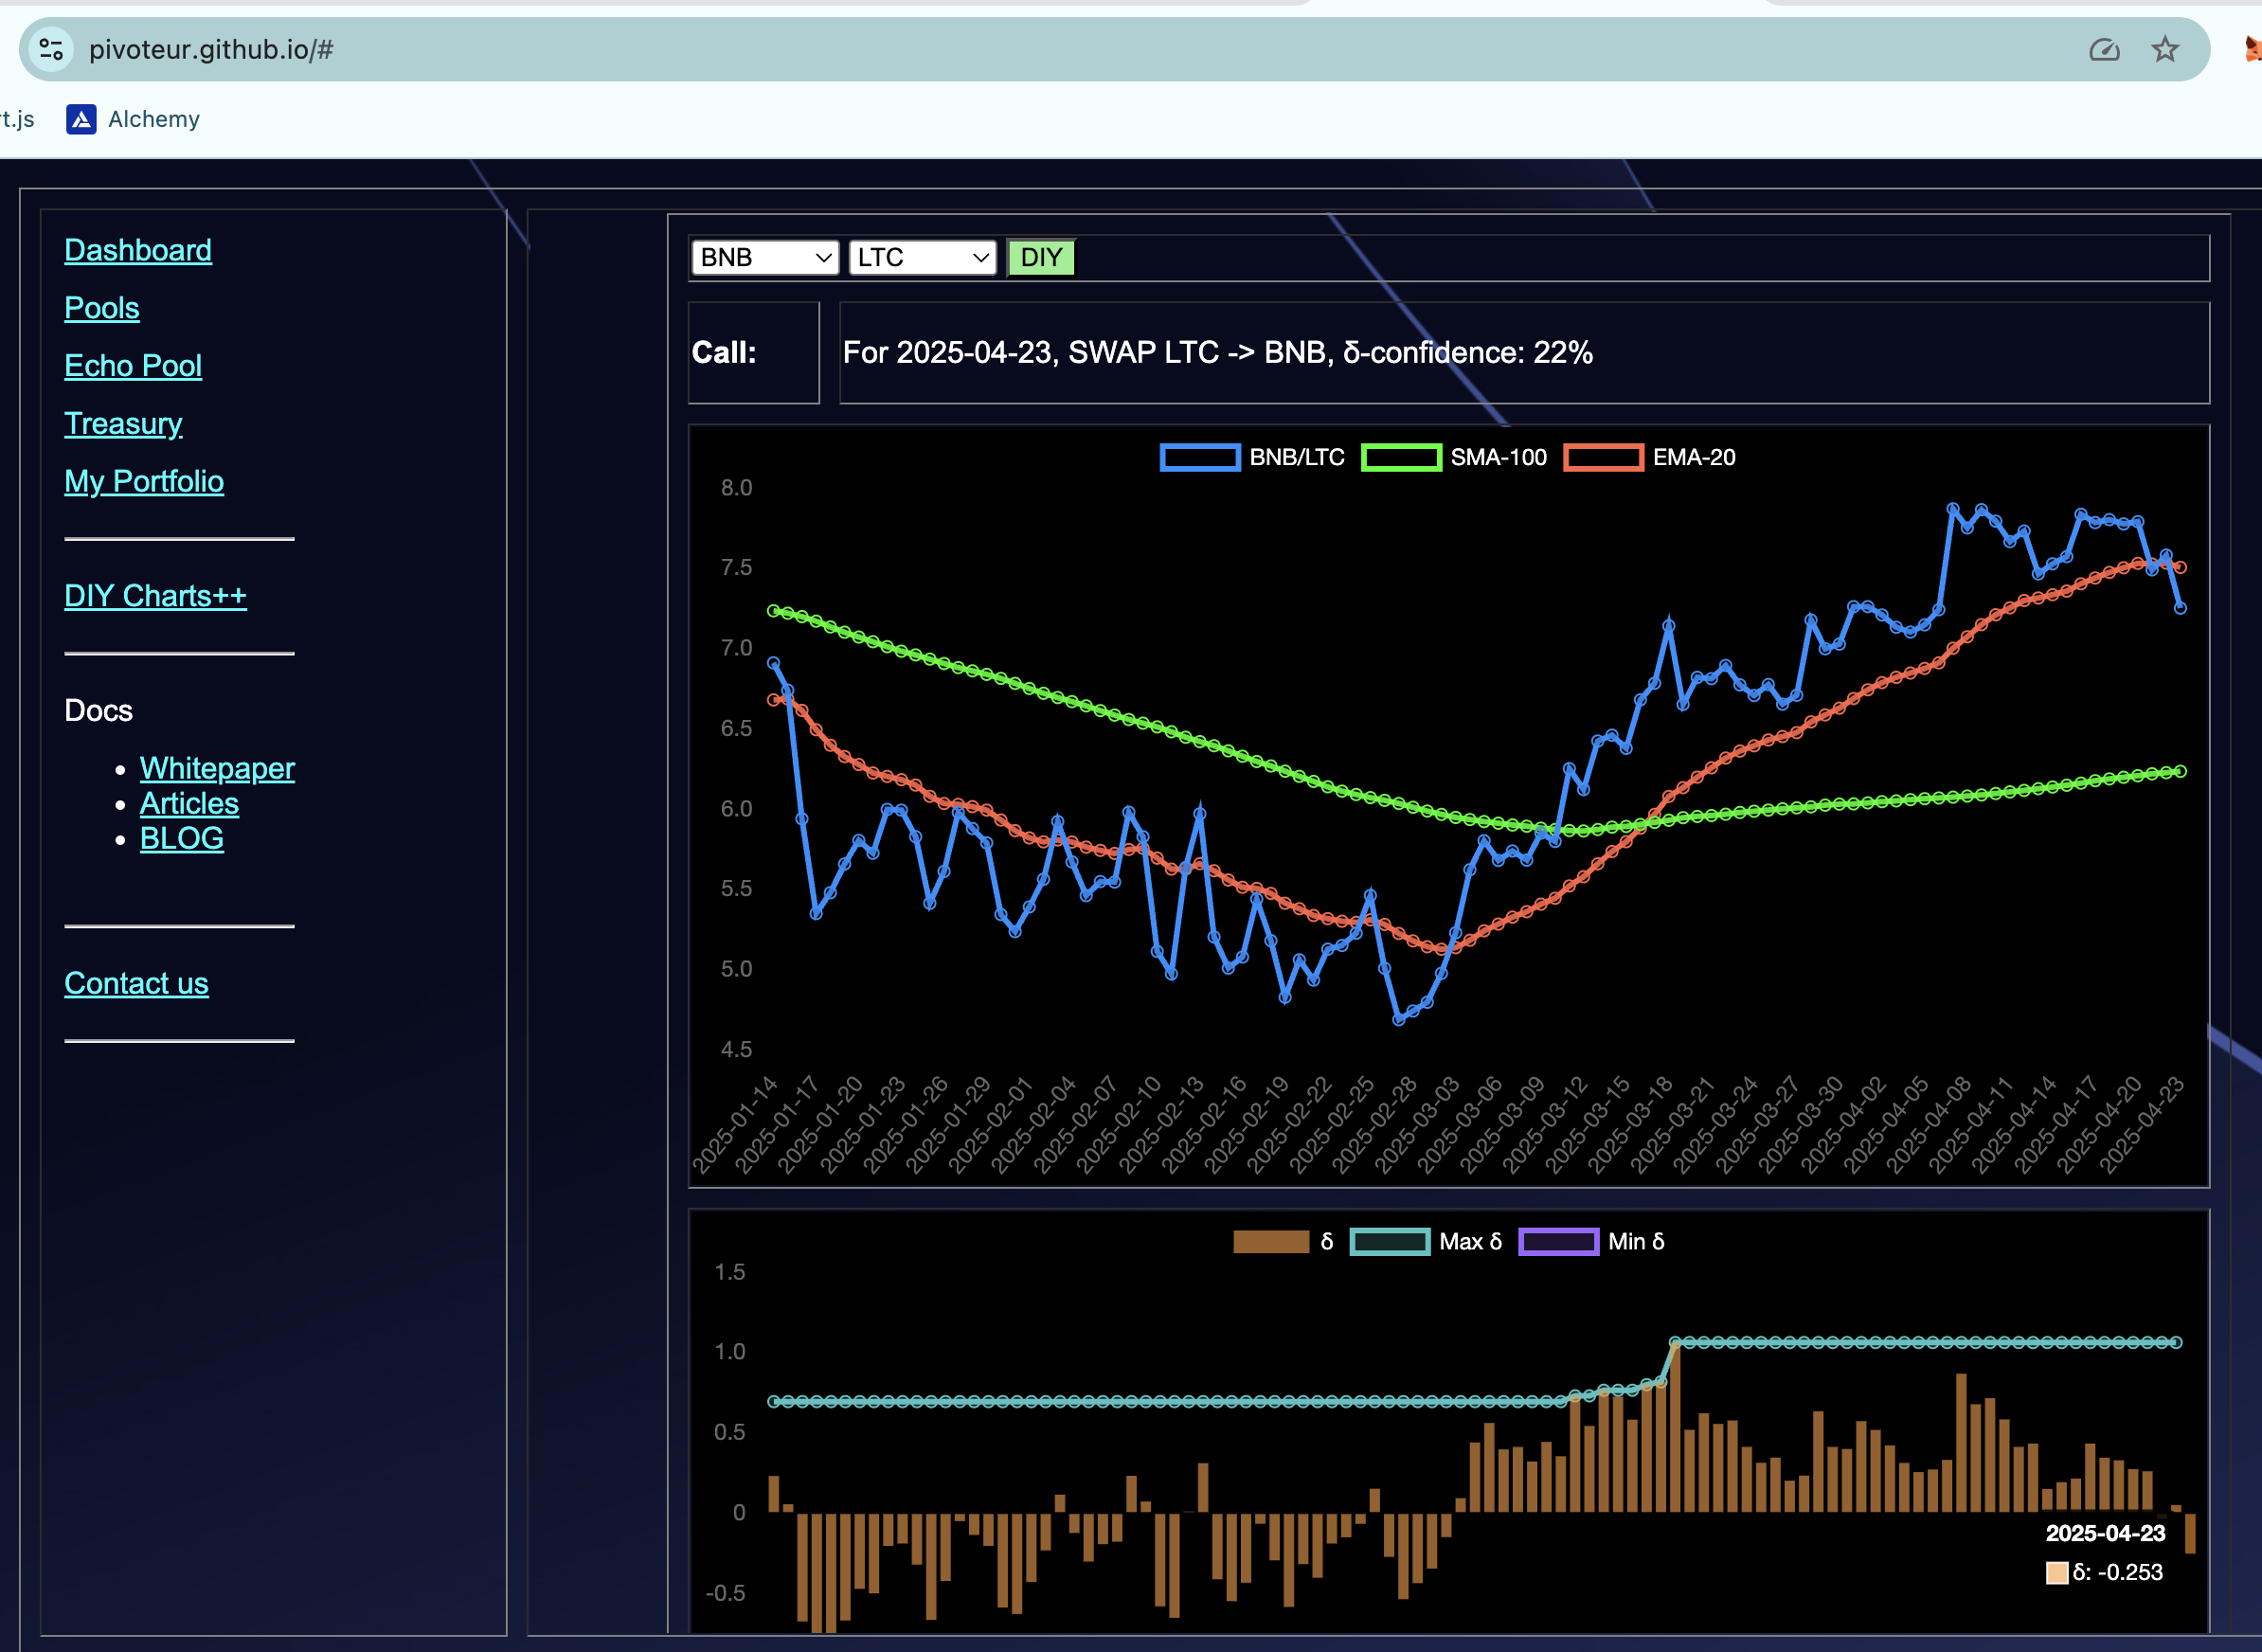 pivoteur.github.io/#
t.js Alchemy
Dashboard
Pools
Echo Pool
Treasury
My Portfolio
DIY Charts++
Docs
Whitepaper
Articles
BLOG
Contact us
BNB LTC DIY
Call: For 2025-04-23, SWAP LTC -> BNB, δ-confidence: 22%
BNB/LTC SMA-100 EMA-20
8.0
7.5
7.0
6.5
6.0
5.5
5.0
4.5
2025-01-14 2025-01-17 2025-01-20 2025-01-23 2025-01-26 2025-01-29 2025-02-01 2025-02-04 2025-02-07 2025-02-10 2025-02-13 2025-02-16 2025-02-19 2025-02-22 2025-02-25 2025-02-28 2025-03-03 2025-03-06 2025-03-09 2025-03-12 2025-03-15 2025-03-18 2025-03-21 2025-03-24 2025-03-27 2025-03-30 2025-04-02 2025-04-05 2025-04-08 2025-04-11 2025-04-14 2025-04-17 2025-04-20 2025-04-23
δ Max δ Min δ
1.5
1.0
0.5
0
-0.5
2025-04-23
δ: -0.253